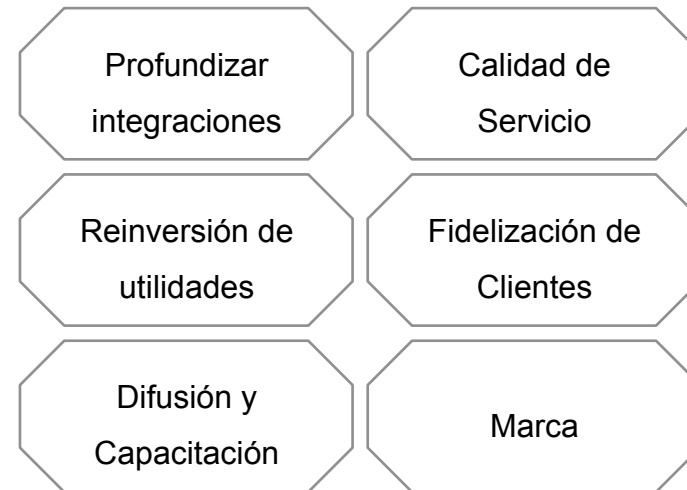 Profundizar
integraciones
Calidad de
Servicio
Reinversión de
utilidades
Fidelización de
Clientes
Difusión y
Capacitación
Marca